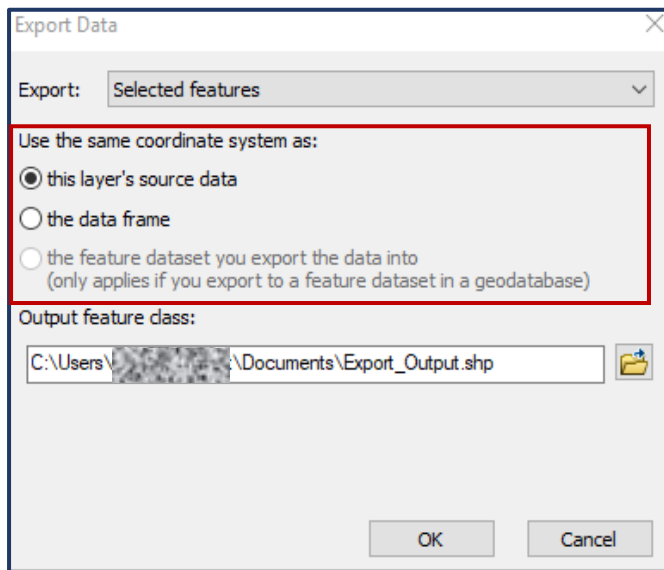 Export Data
Export: Selected features
Use the same coordinate system as:
this layer's source data
the data frame
the feature dataset you export the data into
(only applies if you export to a feature dataset in a geodatabase)
Output feature class:
C:\Users\ \Documents\Export_Output.shp
OK Cancel